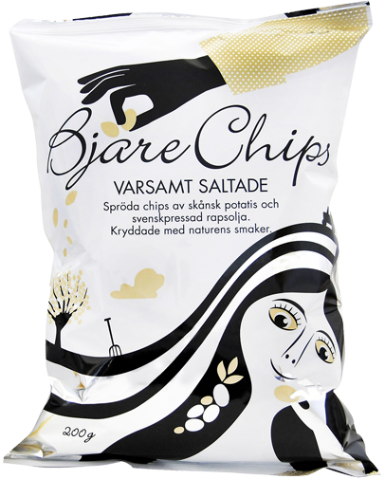 Bjäre Chips
VARSAMT SALTADE
Spröda chips av skånsk potatis och
svenskpressad rapsolja.
Kryddade med naturens smaker.
200g